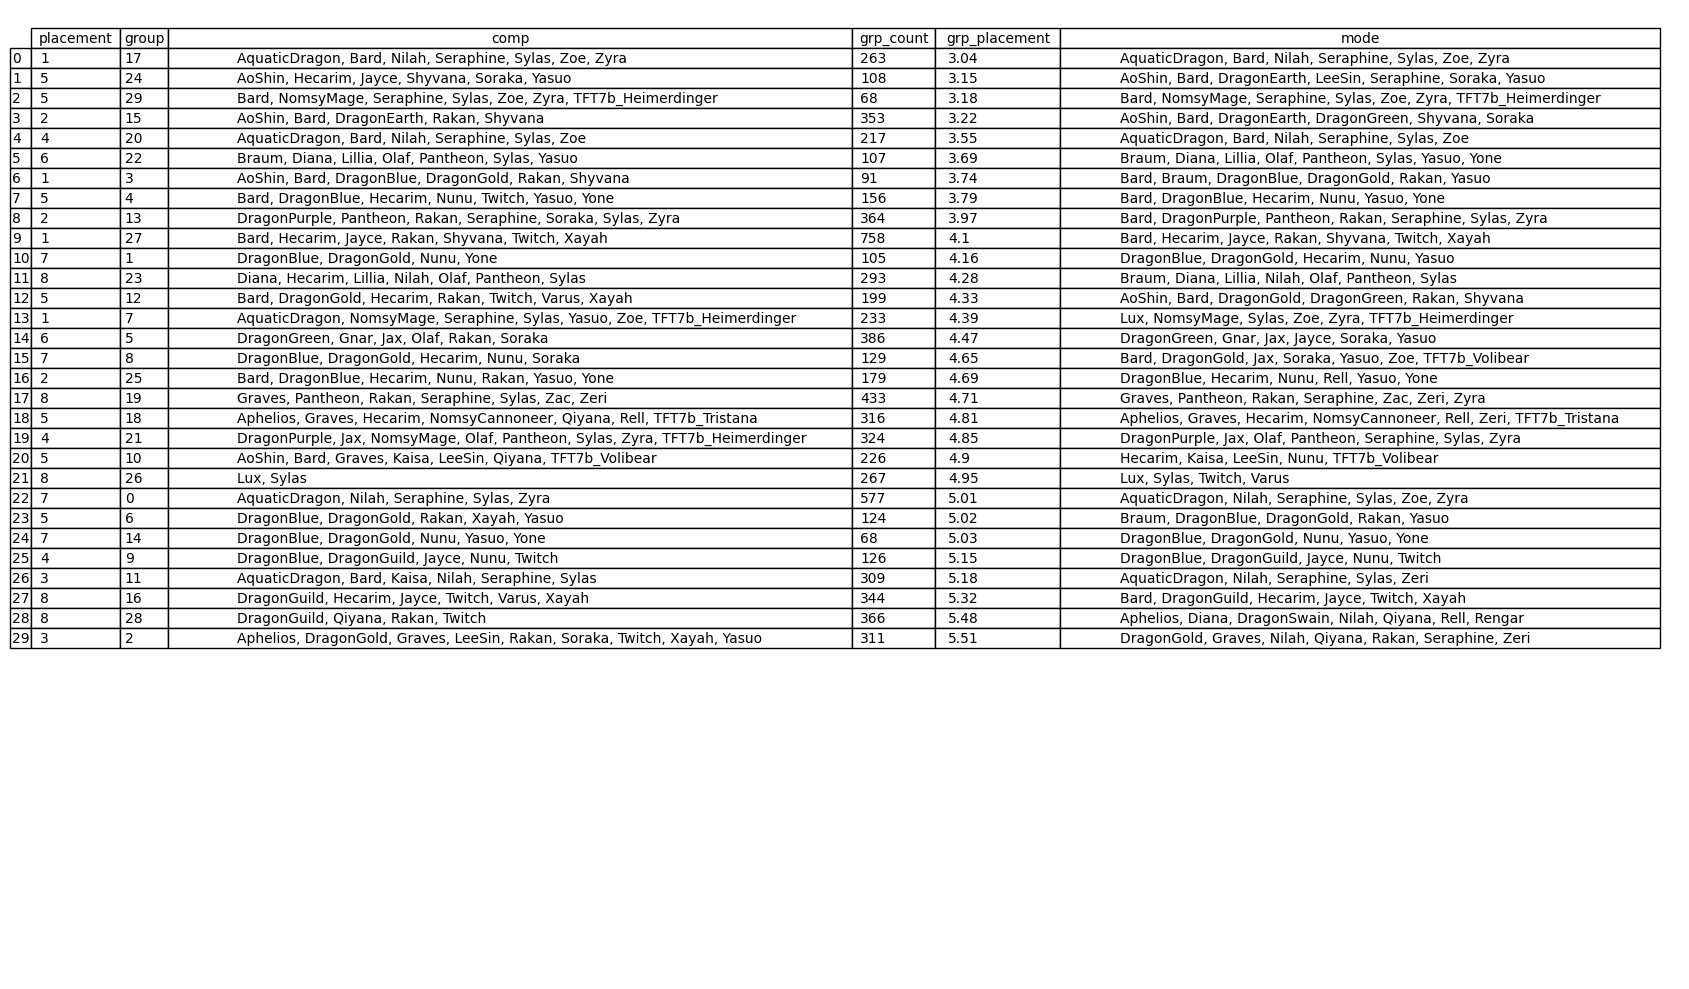 placement group comp grp_count grp_placement mode
0 1 17 AquaticDragon, Bard, Nilah, Seraphine, Sylas, Zoe, Zyra 263 3.04 AquaticDragon, Bard, Nilah, Seraphine, Sylas, Zoe, Zyra
1 5 24 AoShin, Hecarim, Jayce, Shyvana, Soraka, Yasuo 108 3.15 AoShin, Bard, DragonEarth, LeeSin, Seraphine, Soraka, Yasuo
2 5 29 Bard, NomsyMage, Seraphine, Sylas, Zoe, Zyra, TFT7b_Heimerdinger 68 3.18 Bard, NomsyMage, Seraphine, Sylas, Zoe, Zyra, TFT7b_Heimerdinger
3 2 15 AoShin, Bard, DragonEarth, Rakan, Shyvana 353 3.22 AoShin, Bard, DragonEarth, DragonGreen, Shyvana, Soraka
4 4 20 AquaticDragon, Bard, Nilah, Seraphine, Sylas, Zoe 217 3.55 AquaticDragon, Bard, Nilah, Seraphine, Sylas, Zoe
5 6 22 Braum, Diana, Lillia, Olaf, Pantheon, Sylas, Yasuo 107 3.69 Braum, Diana, Lillia, Olaf, Pantheon, Sylas, Yasuo, Yone
6 1 3 AoShin, Bard, DragonBlue, DragonGold, Rakan, Shyvana 91 3.74 Bard, Braum, DragonBlue, DragonGold, Rakan, Yasuo
7 5 4 Bard, DragonBlue, Hecarim, Nunu, Twitch, Yasuo, Yone 156 3.79 Bard, DragonBlue, Hecarim, Nunu, Yasuo, Yone
8 2 13 DragonPurple, Pantheon, Rakan, Seraphine, Soraka, Sylas, Zyra 364 3.97 Bard, DragonPurple, Pantheon, Rakan, Seraphine, Sylas, Zyra
9 1 27 Bard, Hecarim, Jayce, Rakan, Shyvana, Twitch, Xayah 758 4.1 Bard, Hecarim, Jayce, Rakan, Shyvana, Twitch, Xayah
10 7 1 DragonBlue, DragonGold, Nunu, Yone 105 4.16 DragonBlue, DragonGold, Hecarim, Nunu, Yasuo
11 8 23 Diana, Hecarim, Lillia, Nilah, Olaf, Pantheon, Sylas 293 4.28 Braum, Diana, Lillia, Nilah, Olaf, Pantheon, Sylas
12 5 12 Bard, DragonGold, Hecarim, Rakan, Twitch, Varus, Xayah 199 4.33 AoShin, Bard, DragonGold, DragonGreen, Rakan, Shyvana
13 1 7 AquaticDragon, NomsyMage, Seraphine, Sylas, Yasuo, Zoe, TFT7b_Heimerdinger 233 4.39 Lux, NomsyMage, Sylas, Zoe, Zyra, TFT7b_Heimerdinger
14 6 5 DragonGreen, Gnar, Jax, Olaf, Rakan, Soraka 386 4.47 DragonGreen, Gnar, Jax, Jayce, Soraka, Yasuo
15 7 8 DragonBlue, DragonGold, Hecarim, Nunu, Soraka 129 4.65 Bard, DragonGold, Jax, Soraka, Yasuo, Zoe, TFT7b_Volibear
16 2 25 Bard, DragonBlue, Hecarim, Nunu, Rakan, Yasuo, Yone 179 4.69 DragonBlue, Hecarim, Nunu, Rell, Yasuo, Yone
17 8 19 Graves, Pantheon, Rakan, Seraphine, Sylas, Zac, Zeri 433 4.71 Graves, Pantheon, Rakan, Seraphine, Zac, Zeri, Zyra
18 5 18 Aphelios, Graves, Hecarim, NomsyCannoneer, Qiyana, Rell, TFT7b_Tristana 316 4.81 Aphelios, Graves, Hecarim, NomsyCannoneer, Rell, Zeri, TFT7b_Tristana
19 4 21 DragonPurple, Jax, NomsyMage, Olaf, Pantheon, Sylas, Zyra, TFT7b_Heimerdinger 324 4.85 DragonPurple, Jax, Olaf, Pantheon, Seraphine, Sylas, Zyra
20 5 10 AoShin, Bard, Graves, Kaisa, LeeSin, Qiyana, TFT7b_Volibear 226 4.9 Hecarim, Kaisa, LeeSin, Nunu, TFT7b_Volibear
21 8 26 Lux, Sylas 267 4.95 Lux, Sylas, Twitch, Varus
22 7 0 AquaticDragon, Nilah, Seraphine, Sylas, Zyra 577 5.01 AquaticDragon, Nilah, Seraphine, Sylas, Zoe, Zyra
23 5 6 DragonBlue, DragonGold, Rakan, Xayah, Yasuo 124 5.02 Braum, DragonBlue, DragonGold, Rakan, Yasuo
24 7 14 DragonBlue, DragonGold, Nunu, Yasuo, Yone 68 5.03 DragonBlue, DragonGold, Nunu, Yasuo, Yone
25 4 9 DragonBlue, DragonGuild, Jayce, Nunu, Twitch 126 5.15 DragonBlue, DragonGuild, Jayce, Nunu, Twitch
26 3 11 AquaticDragon, Bard, Kaisa, Nilah, Seraphine, Sylas 309 5.18 AquaticDragon, Nilah, Seraphine, Sylas, Zeri
27 8 16 DragonGuild, Hecarim, Jayce, Twitch, Varus, Xayah 344 5.32 Bard, DragonGuild, Hecarim, Jayce, Twitch, Xayah
28 8 28 DragonGuild, Qiyana, Rakan, Twitch 366 5.48 Aphelios, Diana, DragonSwain, Nilah, Qiyana, Rell, Rengar
29 3 2 Aphelios, DragonGold, Graves, LeeSin, Rakan, Soraka, Twitch, Xayah, Yasuo 311 5.51 DragonGold, Graves, Nilah, Qiyana, Rakan, Seraphine, Zeri